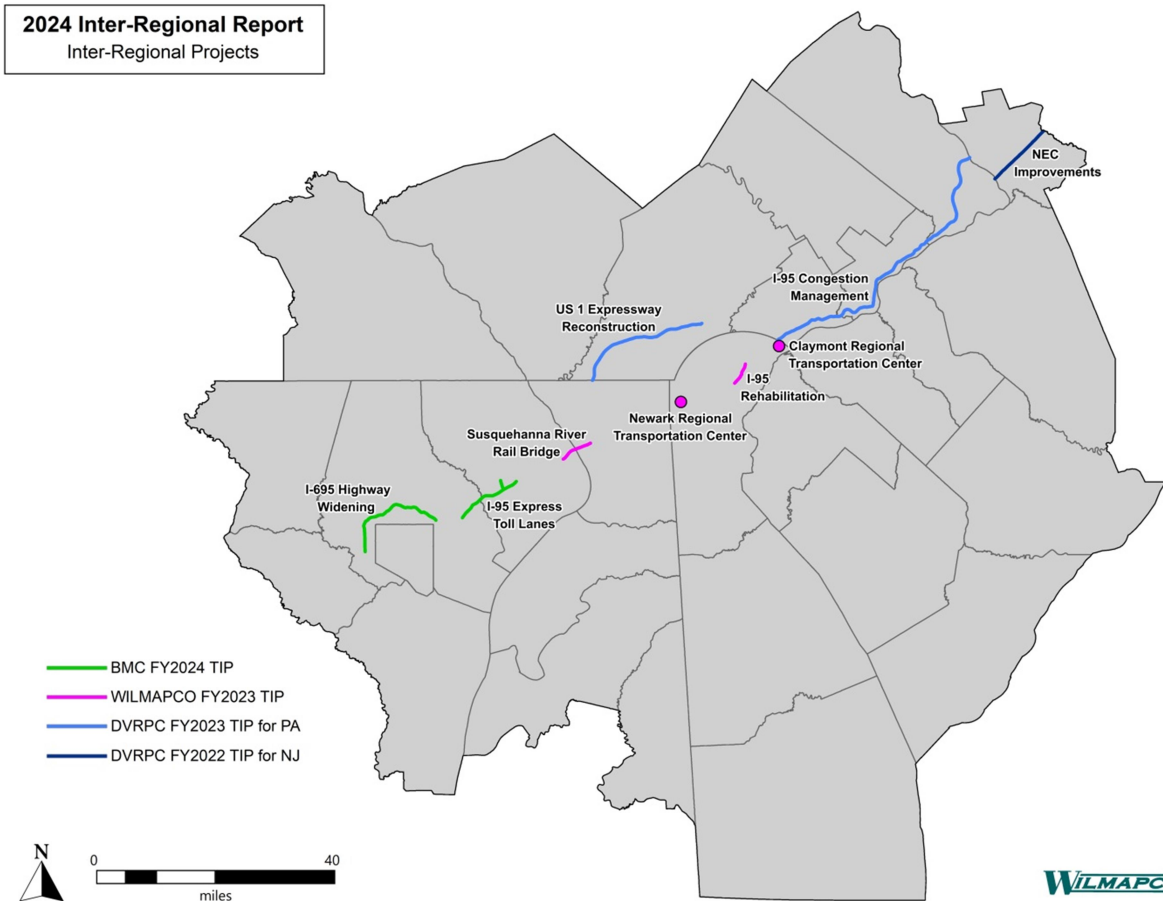 2024 Inter-Regional Report
Inter-Regional Projects
NEC
Improvements
I-95 Congestion
Management
US 1 Expressway
Reconstruction
Claymont Regional
Transportation Center
I-95
Rehabilitation
Newark Regional
Transportation Center
Susquehanna River
Rail Bridge
I-695 Highway
Widening
I-95 Express
Toll Lanes
BMC FY2024 TIP
WILMAPCO FY2023 TIP
DVRPC FY2023 TIP for PA
DVRPC FY2022 TIP for NJ
N
0 40
miles
WILMAPC